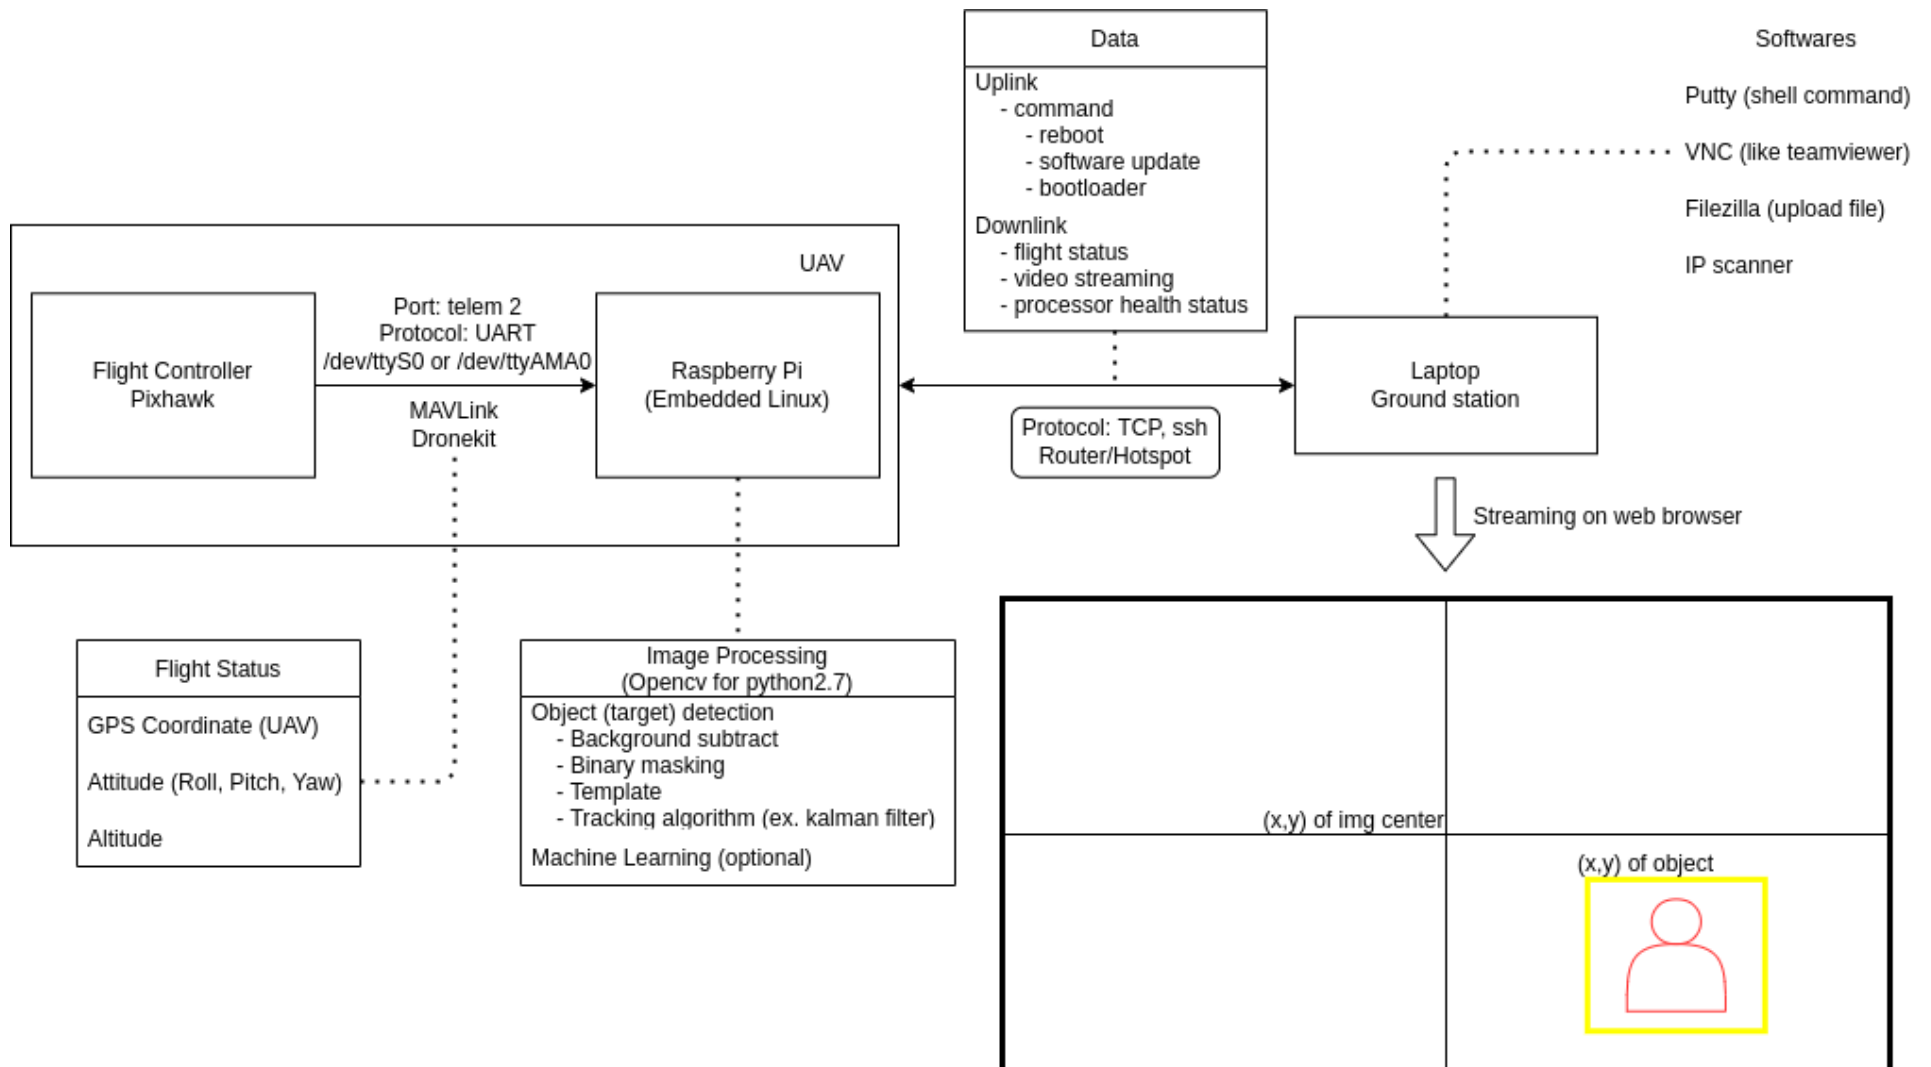 Data
Uplink
- command
- reboot
- software update
- bootloader
Downlink
- flight status
- video streaming
- processor health status
Softwares
Putty (shell command)
VNC (like teamviewer)
Filezilla (upload file)
IP scanner
UAV
Flight Controller
Pixhawk
Port: telem 2
Protocol: UART
/dev/ttyS0 or /dev/ttyAMA0
MAVLink
Dronekit
Raspberry Pi
(Embedded Linux)
Protocol: TCP, ssh
Router/Hotspot
Laptop
Ground station
Streaming on web browser
Flight Status
GPS Coordinate (UAV)
Attitude (Roll, Pitch, Yaw)
Altitude
Image Processing
(Opencv for python2.7)
Object (target) detection
- Background subtract
- Binary masking
- Template
- Tracking algorithm (ex. kalman filter)
Machine Learning (optional)
(x,y) of img center
(x,y) of object